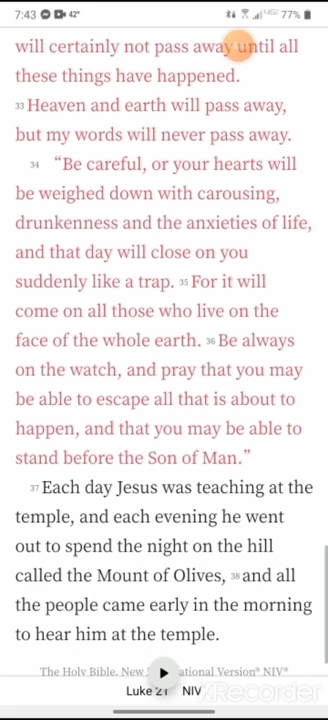 7:43 42° 4G 77%
will certainly not pass away until all
these things have happened.
33 Heaven and earth will pass away,
but my words will never pass away.
34 “Be careful, or your hearts will
be weighed down with carousing,
drunkenness and the anxieties of life,
and that day will close on you
suddenly like a trap. 35 For it will
come on all those who live on the
face of the whole earth. 36 Be always
on the watch, and pray that you may
be able to escape all that is about to
happen, and that you may be able to
stand before the Son of Man.”
37 Each day Jesus was teaching at the
temple, and each evening he went
out to spend the night on the hill
called the Mount of Olives, 38 and all
the people came early in the morning
to hear him at the temple.
The Holy Bible, New Version® NIV®
Luke 21 NIV
XRecorder